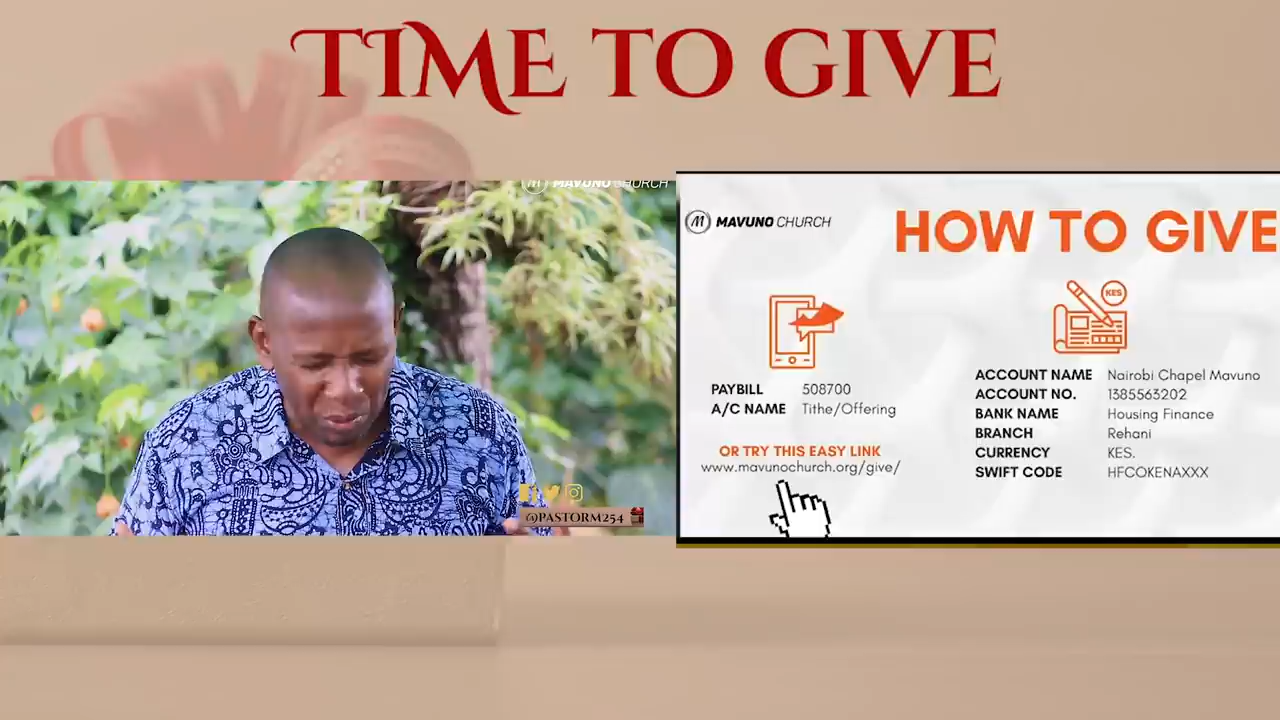 TIME TO GIVE
MAVUNO CHURCH
@PASTORM254
MAVUNO CHURCH
HOW TO GIVE
KES
PAYBILL 508700
A/C NAME Tithe/Offering
OR TRY THIS EASY LINK
www.mavunochurch.org/give/
ACCOUNT NAME Nairobi Chapel Mavuno
ACCOUNT NO. 1385563202
BANK NAME Housing Finance
BRANCH Rehani
CURRENCY KES.
SWIFT CODE HFCOKENAXXX